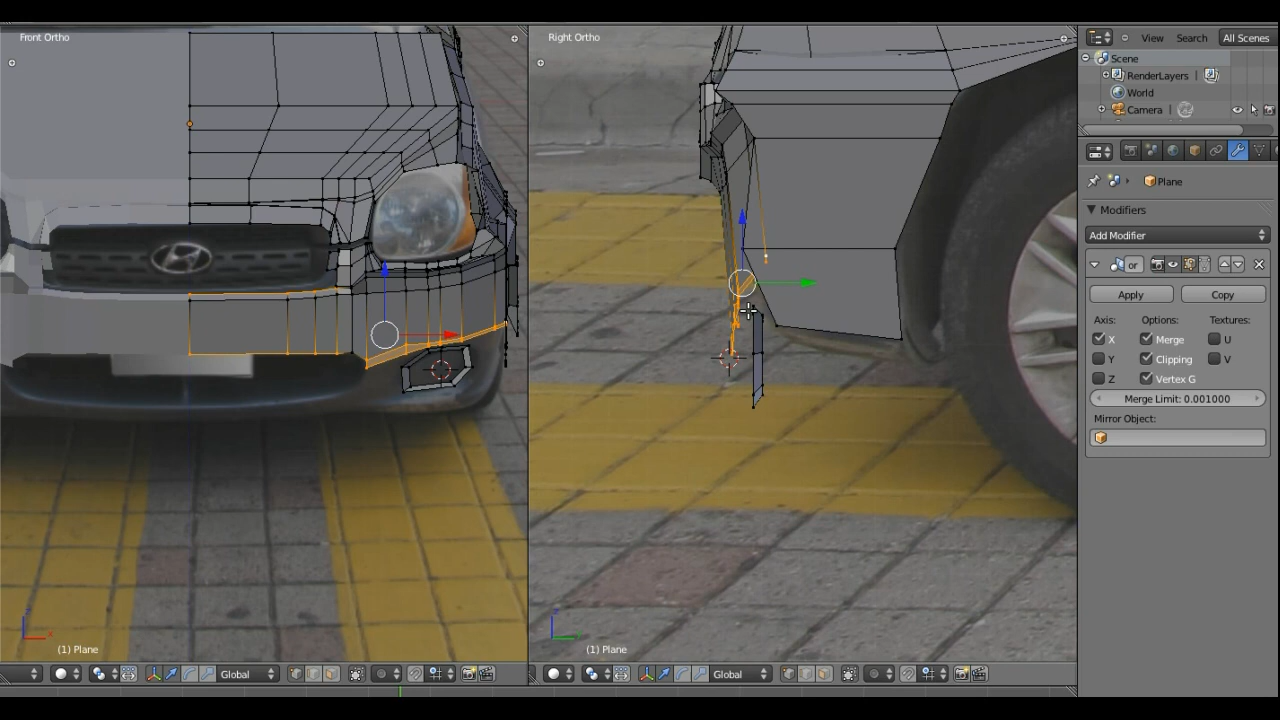 Front Ortho
Right Ortho
View Search All Scenes
Scene
RenderLayers
World
Camera
Plane
Modifiers
Add Modifier
or
Apply Copy
Axis: Options: Textures:
X Merge U
Y Clipping V
Z Vertex G
Merge Limit: 0.001000
Mirror Object:
(1) Plane
(1) Plane
Global
Global